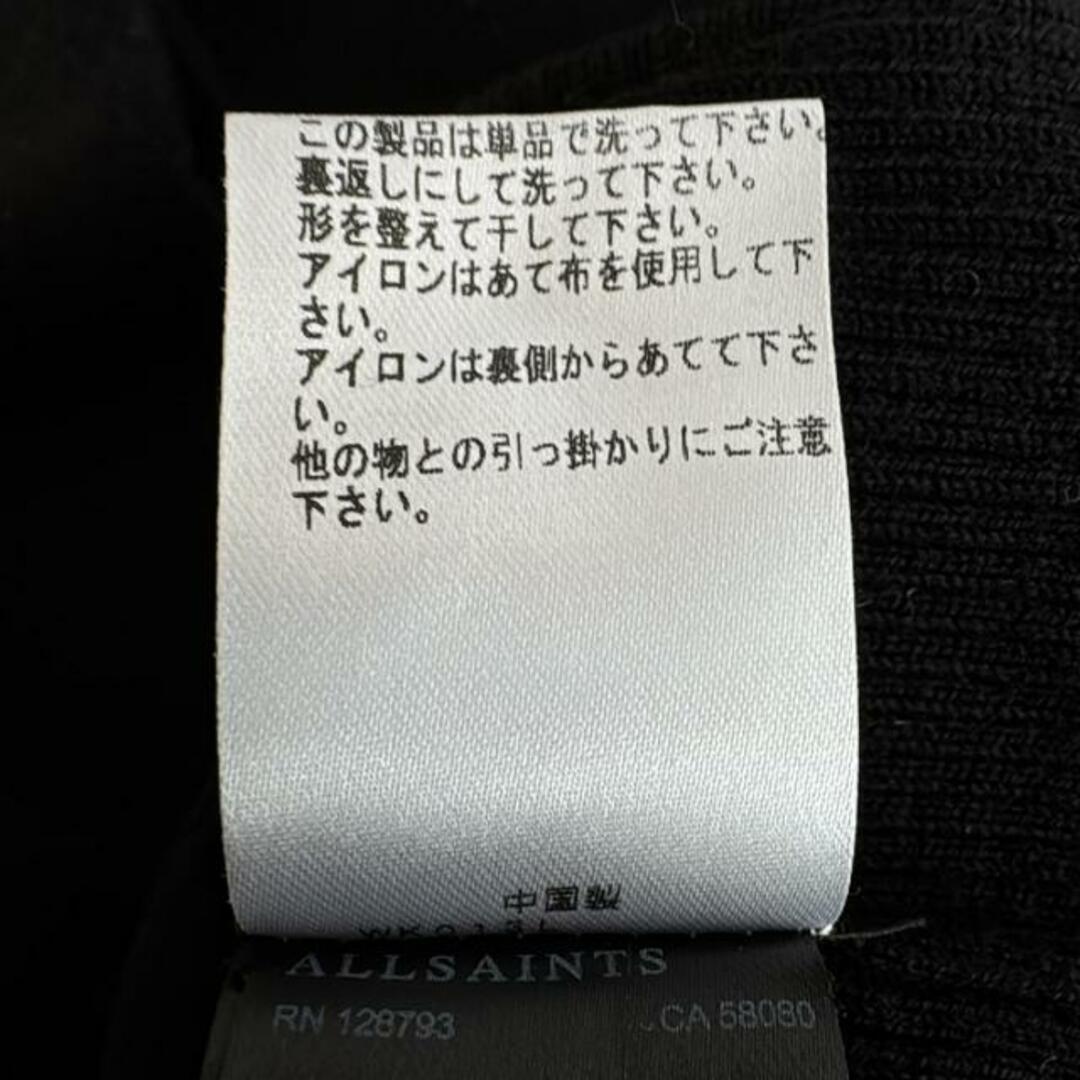 この製品は単品で洗って下さい。
裏返しにして洗って下さい。
形を整えて干して下さい。
アイロンはあて布を使用して下
さい。
アイロンは裏側からあてて下さ
い。
他の物との引っ掛かりにご注意
下さい。
中国製
ALLSAINTS
RN 128793 CA 58080